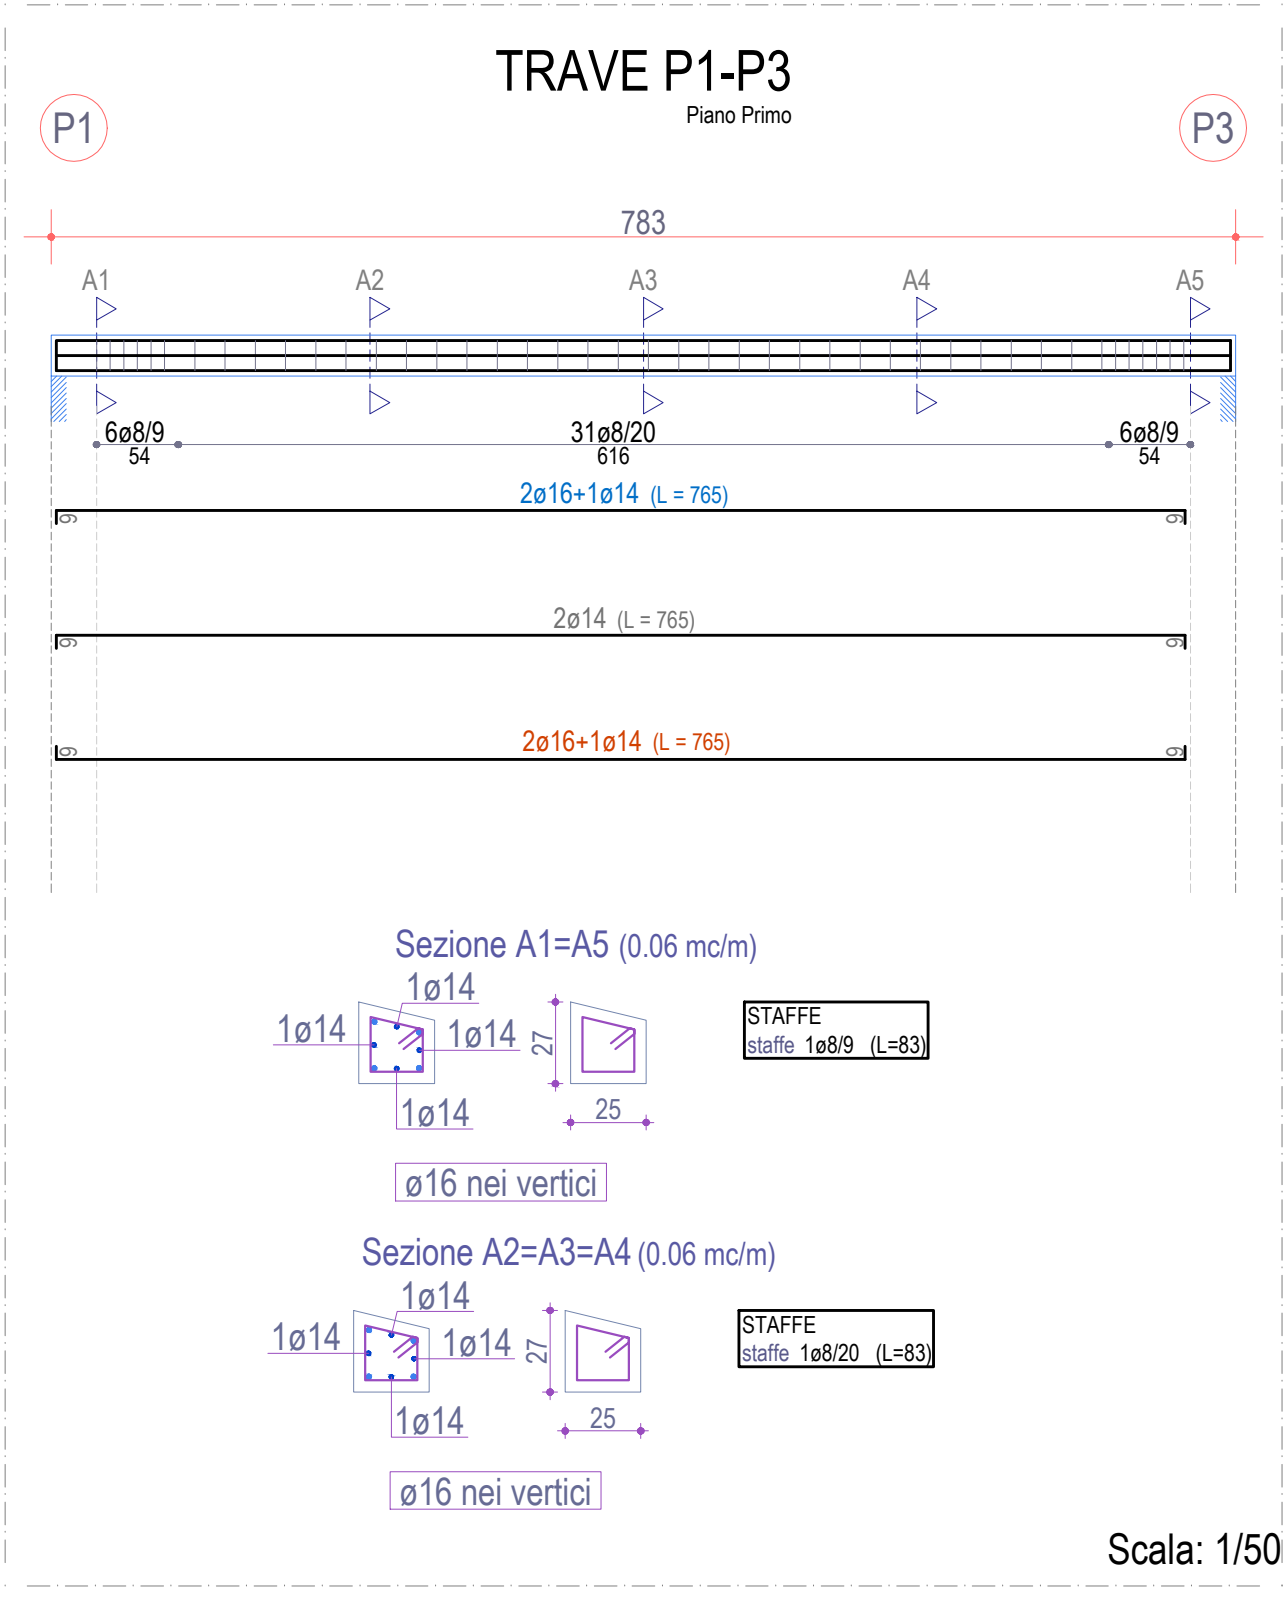 TRAVE P1-P3
Piano Primo
P1
P3
783
A1
A2
A3
A4
A5
6ø8/9
54
31ø8/20
616
6ø8/9
54
2ø16+1ø14 (L = 765)
9
9
2ø14 (L = 765)
9
9
2ø16+1ø14 (L = 765)
9
9
Sezione A1=A5 (0.06 mc/m)
1ø14
1ø14
1ø14
1ø14
27
25
STAFFE
staffe 1ø8/9 (L=83)
ø16 nei vertici
Sezione A2=A3=A4 (0.06 mc/m)
1ø14
1ø14
1ø14
1ø14
27
25
STAFFE
staffe 1ø8/20 (L=83)
ø16 nei vertici
Scala: 1/50